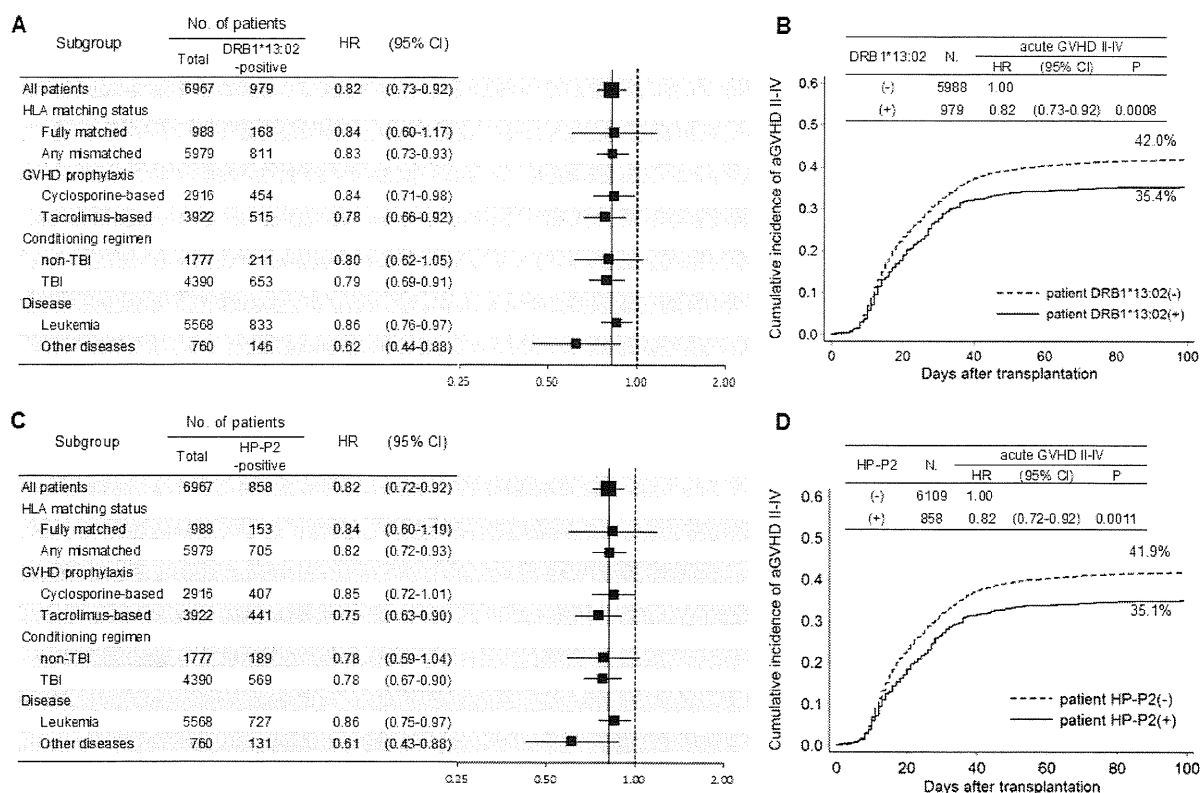 A
No. of patients
Subgroup Total DRB1*13:02 -positive HR (95% CI)
All patients 6967 979 0.82 (0.73-0.92)
HLA matching status
Fully matched 988 168 0.84 (0.60-1.17)
Any mismatched 5979 811 0.83 (0.73-0.93)
GVHD prophylaxis
Cyclosporine-based 2916 454 0.84 (0.71-0.98)
Tacrolimus-based 3922 515 0.78 (0.66-0.92)
Conditioning regimen
non-TBI 1777 211 0.80 (0.62-1.05)
TBI 4390 653 0.79 (0.69-0.91)
Disease
Leukemia 5568 833 0.86 (0.76-0.97)
Other diseases 760 146 0.62 (0.44-0.88)
0.25 0.50 1.00 2.00
B
DRB1*13:02 N. acute GVHD II-IV
HR (95% CI) P
(-) 5988 1.00
(+) 979 0.82 (0.73-0.92) 0.0008
Cumulative incidence of aGVHD II-IV
0.6
0.5
0.4
0.3
0.2
0.1
0.0
42.0%
35.4%
patient DRB1*13:02(-)
patient DRB1*13:02(+)
0 20 40 60 80 100
Days after transplantation
C
No. of patients
Subgroup Total HP-P2 -positive HR (95% CI)
All patients 6967 858 0.82 (0.72-0.92)
HLA matching status
Fully matched 988 153 0.84 (0.60-1.19)
Any mismatched 5979 705 0.82 (0.72-0.93)
GVHD prophylaxis
Cyclosporine-based 2916 407 0.85 (0.72-1.01)
Tacrolimus-based 3922 441 0.75 (0.63-0.90)
Conditioning regimen
non-TBI 1777 189 0.78 (0.59-1.04)
TBI 4390 569 0.78 (0.67-0.90)
Disease
Leukemia 5568 727 0.86 (0.75-0.97)
Other diseases 760 131 0.61 (0.43-0.88)
0.25 0.50 1.00 2.00
D
HP-P2 N. acute GVHD II-IV
HR (95% CI) P
(-) 6109 1.00
(+) 858 0.82 (0.72-0.92) 0.0011
Cumulative incidence of aGVHD II-IV
0.6
0.5
0.4
0.3
0.2
0.1
0.0
41.9%
35.1%
patient HP-P2(-)
patient HP-P2(+)
0 20 40 60 80 100
Days after transplantation